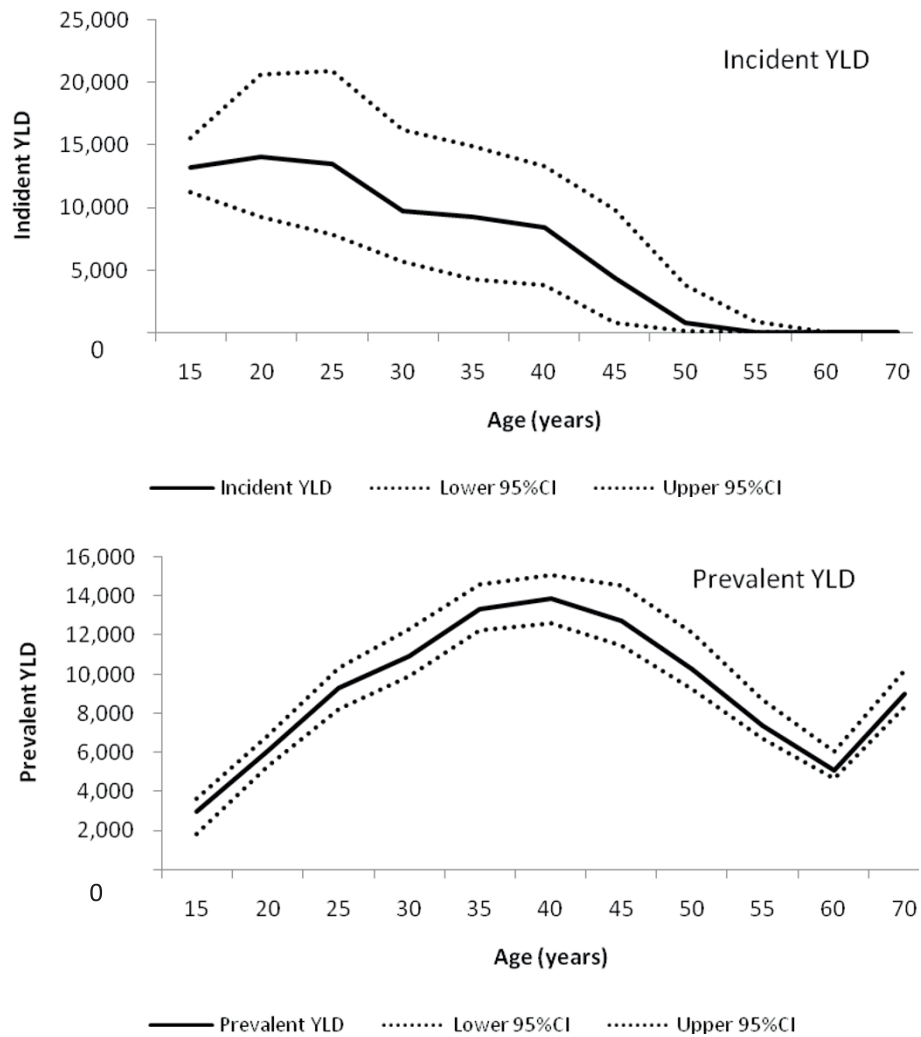 25,000
20,000
15,000
10,000
5,000
0
Indident YLD
Incident YLD
15 20 25 30 35 40 45 50 55 60 70
Age (years)
Incident YLD Lower 95%CI Upper 95%CI
16,000
14,000
12,000
10,000
8,000
6,000
4,000
2,000
0
Prevalent YLD
Prevalent YLD
15 20 25 30 35 40 45 50 55 60 70
Age (years)
Prevalent YLD Lower 95%CI Upper 95%CI